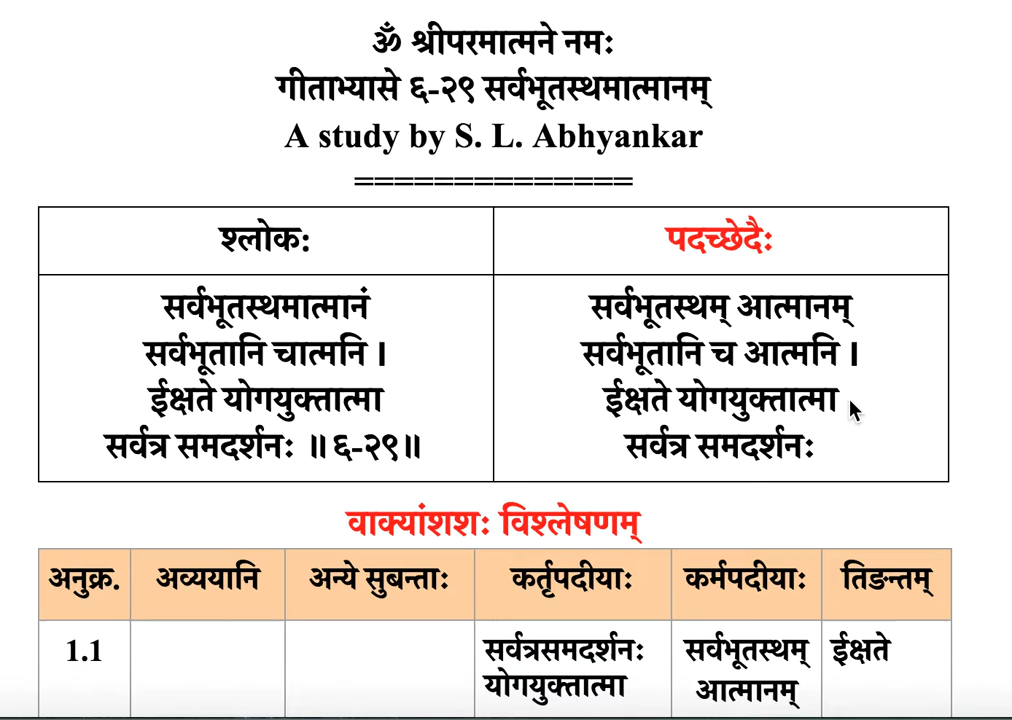 ॐ श्रीपरमात्मने नमः
गीताभ्यासे ६-२९ सर्वभूतस्थमात्मानम्
A study by S. L. Abhyankar
==============
श्लोक:
पदच्छेदैः
सर्वभूतस्थमात्मानं
सर्वभूतानि चात्मनि ।
ईक्षते योगयुक्तात्मा
सर्वत्र समदर्शनः ॥ ६-२९॥
सर्वभूतस्थम् आत्मानम्
सर्वभूतानि च आत्मनि ।
ईक्षते योगयुक्तात्मा
सर्वत्र समदर्शनः
वाक्यांशशः विश्लेषणम्
अनुक्र. अव्ययानि अन्ये सुबन्ताः कर्तृपदीयाः कर्मपदीयाः तिङन्तम्
1.1 सर्वत्रसमदर्शनः सर्वभूतस्थम् ईक्षते
योगयुक्तात्मा आत्मानम्